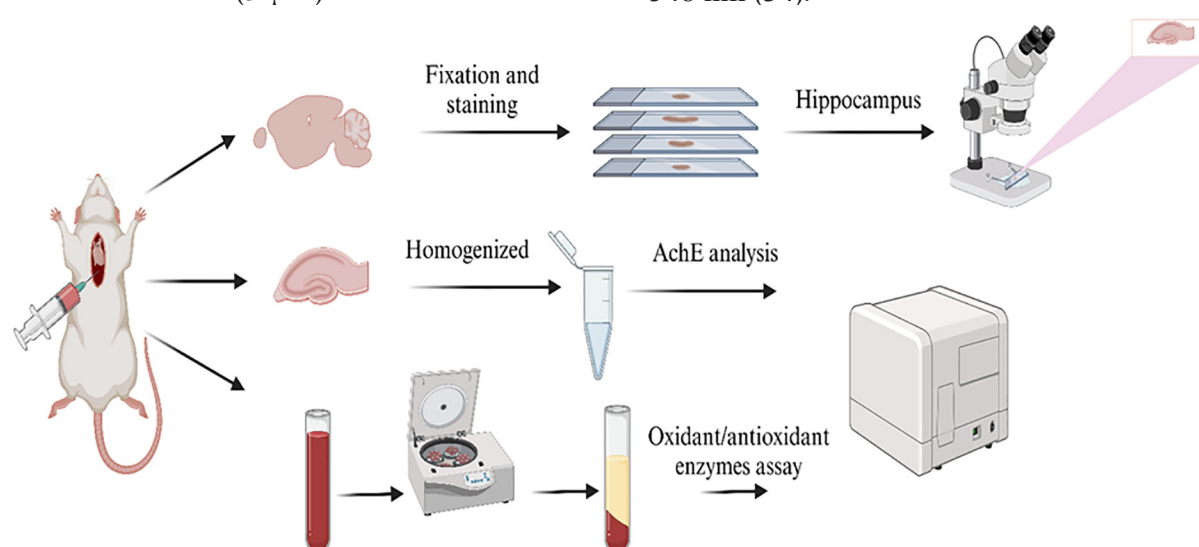 Fixation and
staining
Hippocampus
Homogenized
AchE analysis
Oxidant/antioxidant
enzymes assay